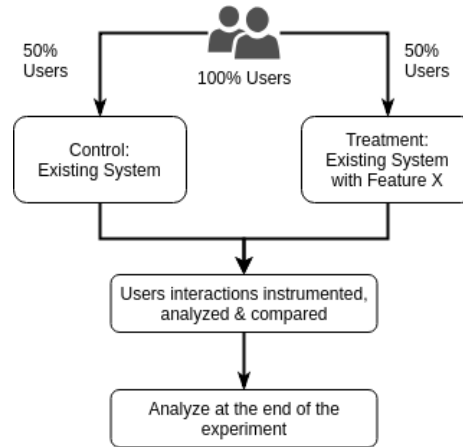 50%
Users
100% Users
50%
Users
Control:
Existing System
Treatment:
Existing System
with Feature X
Users interactions instrumented,
analyzed & compared
Analyze at the end of the
experiment